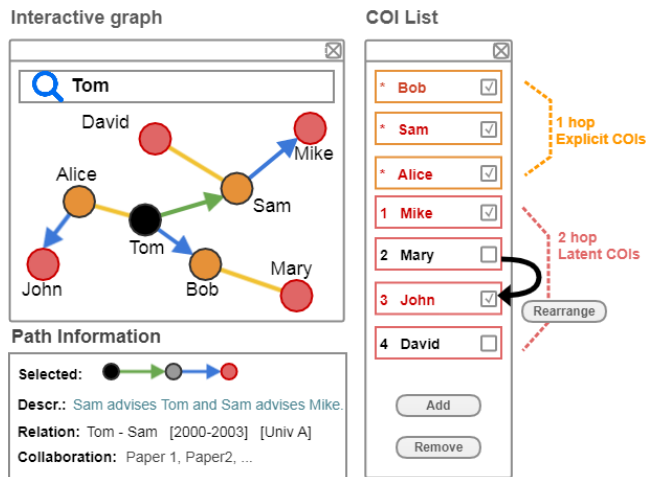 Interactive graph
Tom
David
Mike
Alice
Sam
Tom
John
Bob
Mary
Path Information
Selected:
Descr.: Sam advises Tom and Sam advises Mike.
Relation: Tom - Sam [2000-2003] [Univ A]
Collaboration: Paper 1, Paper2, ...
COI List
* Bob
* Sam
* Alice
1 Mike
2 Mary
3 John
4 David
Add
Remove
1 hop
Explicit COIs
2 hop
Latent COIs
Rearrange